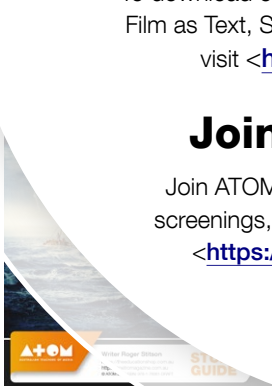 Film as Text, S
visit <h
Join
Join ATOM
screenings,
<https:/
ATOM
Writer Roger Stitson
STUDY
GUIDE